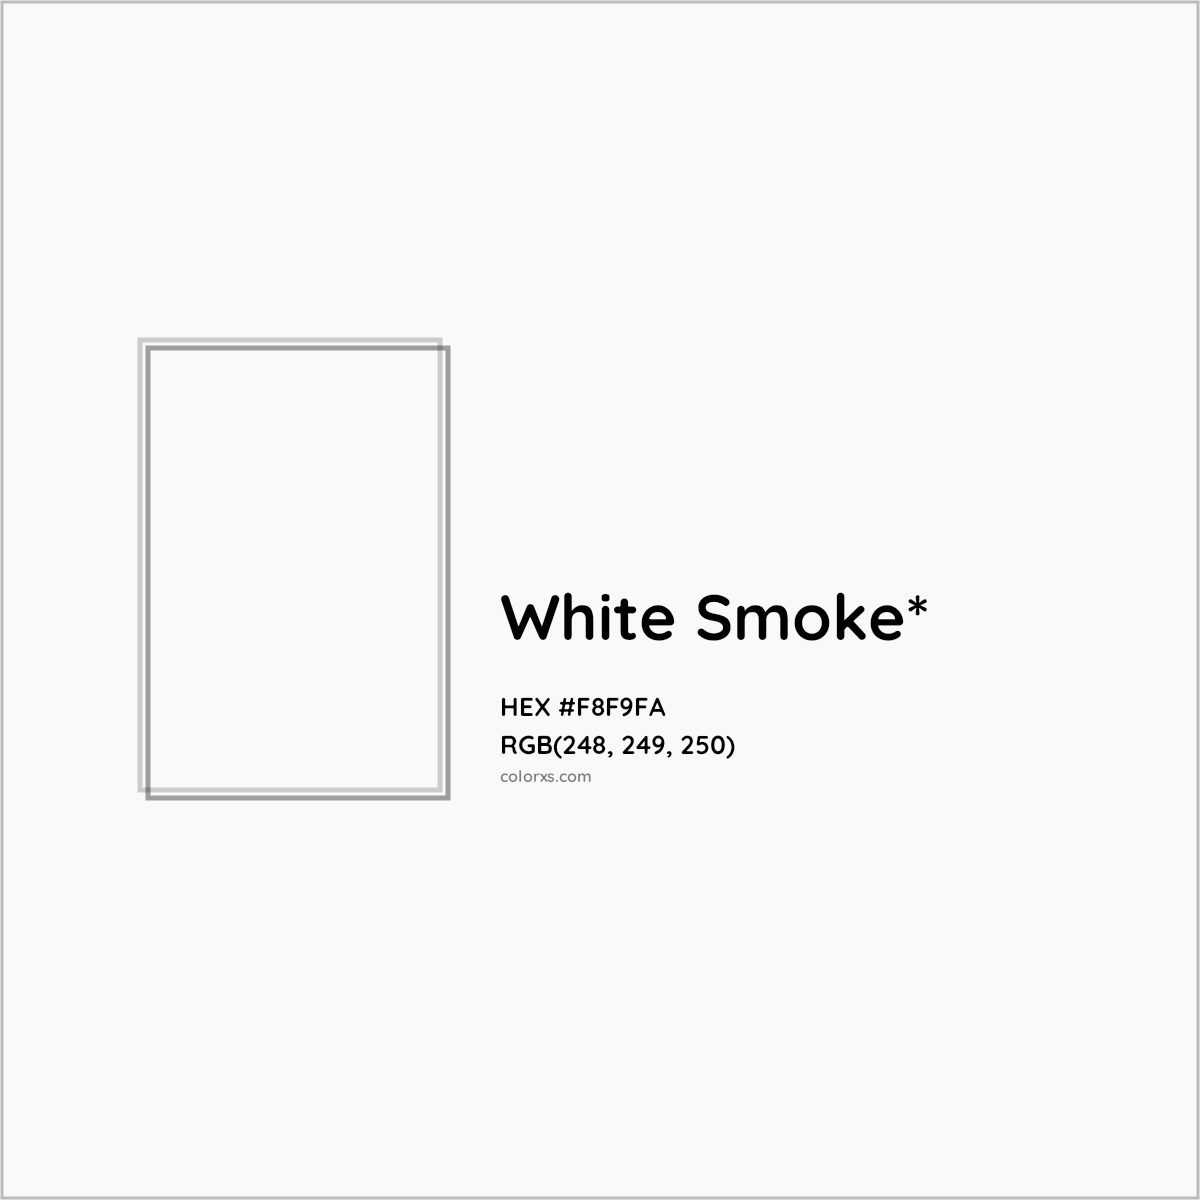 White Smoke*
HEX #F8F9FA
RGB(248, 249, 250)
colorxs.com